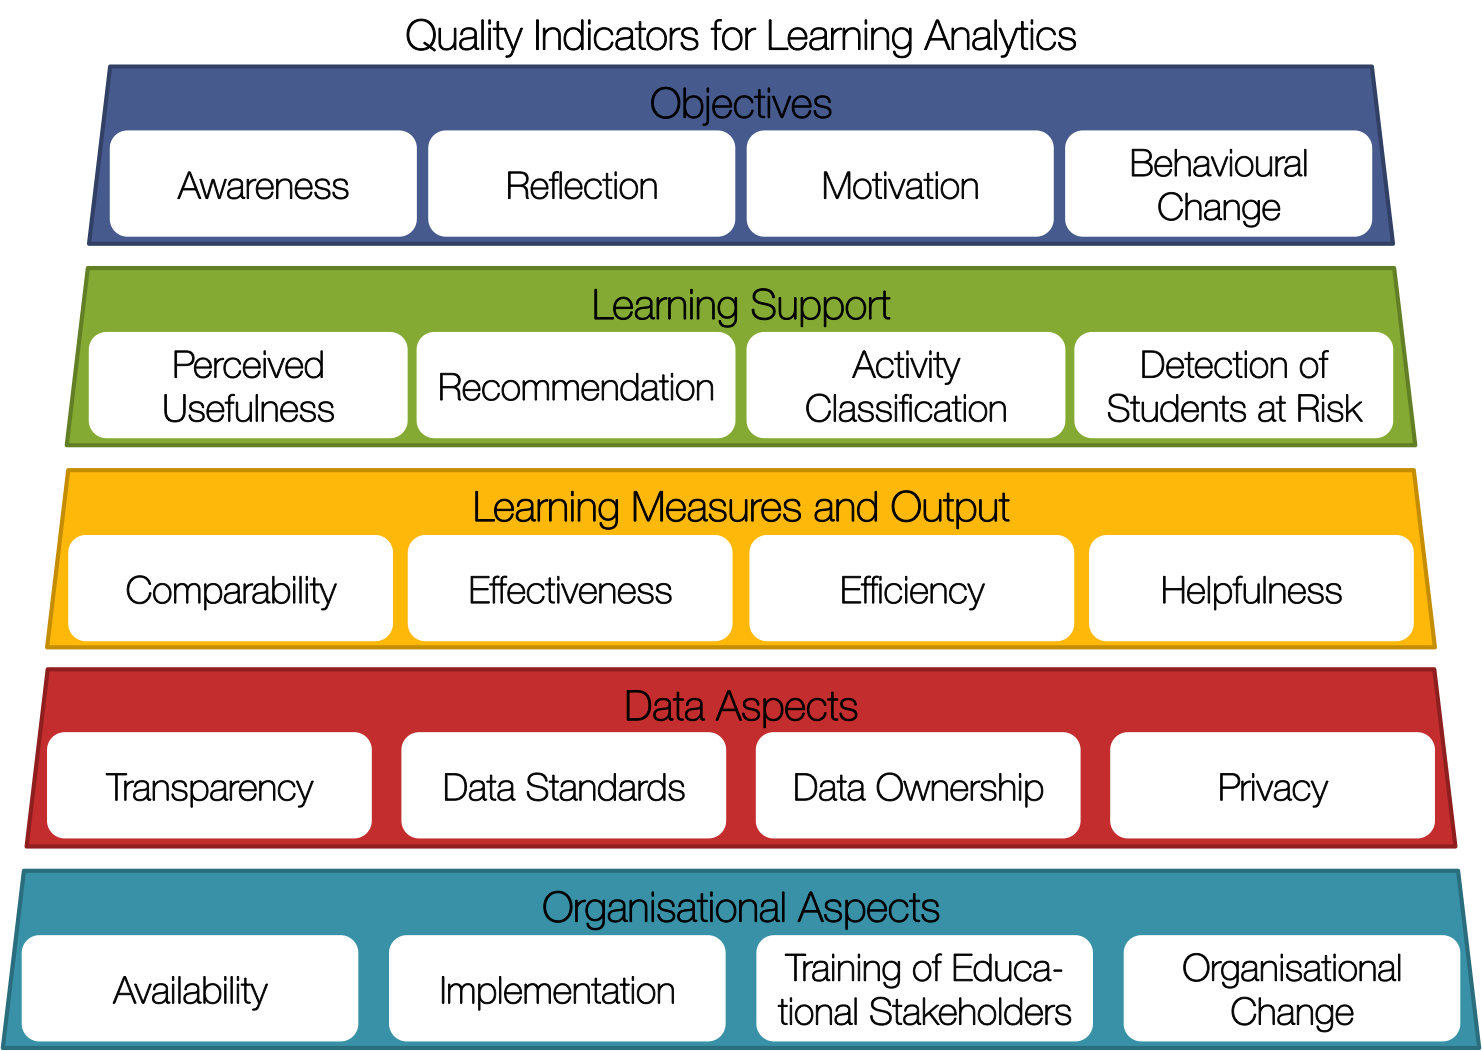 Quality Indicators for Learning Analytics
Objectives
Awareness
Reflection
Motivation
Behavioural
Change
Learning Support
Perceived
Usefulness
Recommendation
Activity
Classification
Detection of
Students at Risk
Learning Measures and Output
Comparability
Effectiveness
Efficiency
Helpfulness
Data Aspects
Transparency
Data Standards
Data Ownership
Privacy
Organisational Aspects
Availability
Implementation
Training of Educa-
tional Stakeholders
Organisational
Change